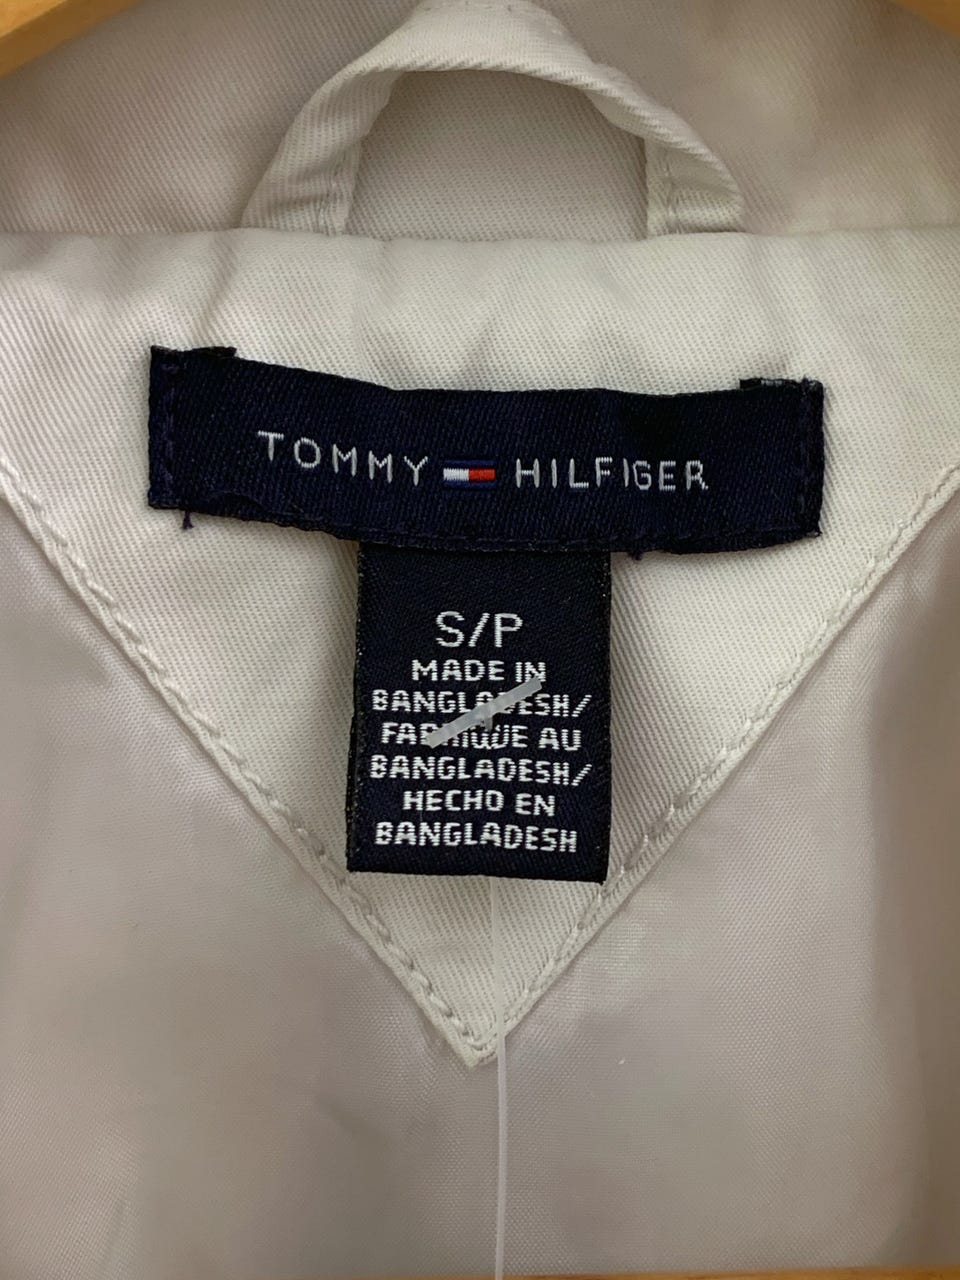 TOMMY HILFIGER
S/P
MADE IN
BANGLADESH/
FABRIQUE AU
BANGLADESH/
HECHO EN
BANGLADESH